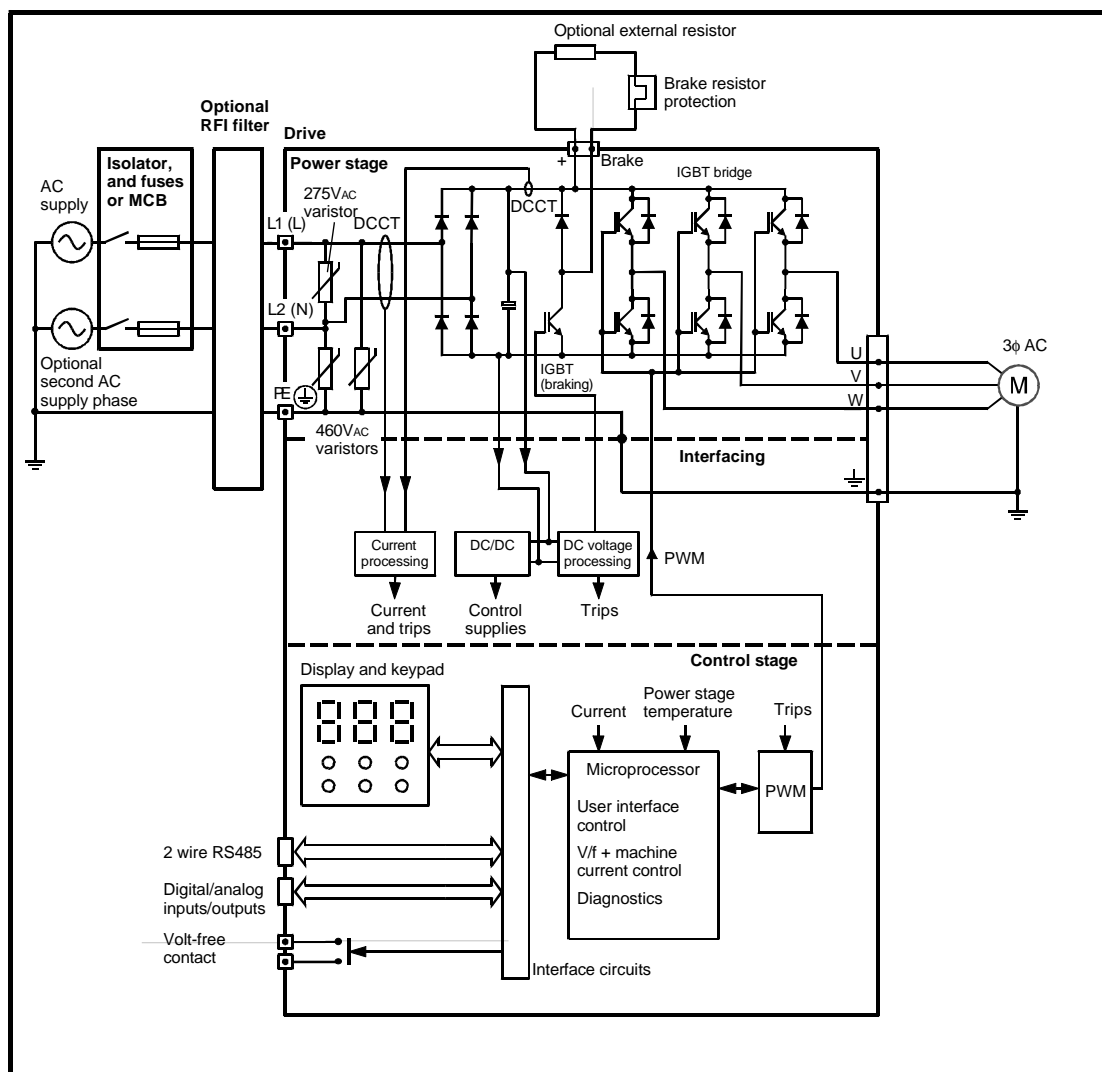 Optional external resistor
Brake resistor
protection
Optional
RFI filter
Drive
Isolator,
and fuses
or MCB
Power stage
+
Brake
IGBT bridge
AC
supply
275VAC
varistor
L1 (L)
DCCT
DCCT
L2 (N)
Optional
second AC
supply phase
PE
IGBT
(braking)
U
V
W
3ϕ AC
M
460VAC
varistors
Interfacing
Current
processing
DC/DC
DC voltage
processing
PWM
Current
and trips
Control
supplies
Trips
Control stage
Display and keypad
888
Current
Power stage
temperature
Trips
Microprocessor
User interface
control
V/f + machine
current control
Diagnostics
PWM
2 wire RS485
Digital/analog
inputs/outputs
Volt-free
contact
Interface circuits